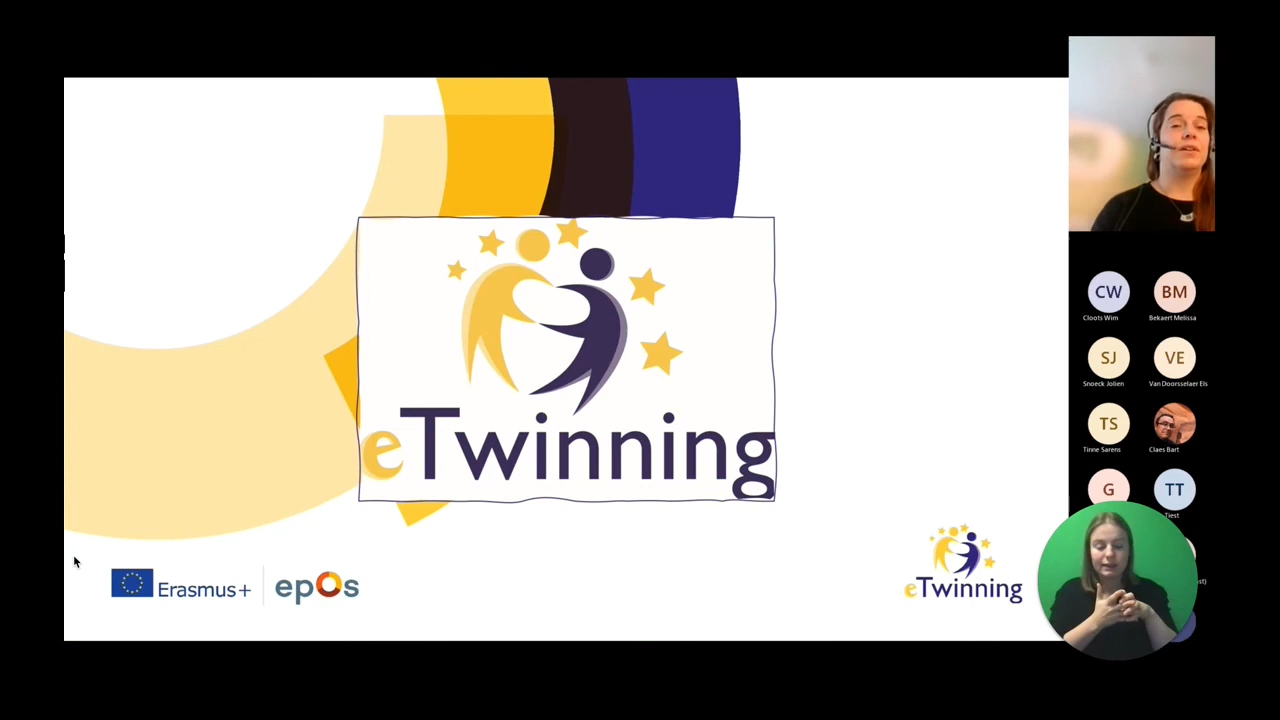 eTwinning
Erasmus+
epos
eTwinning
CW
BM
Cloots Wim
Bekaert Melissa
SJ
VE
Snoeck Jolien
Van Doorsselaer Els
TS
Tinne Sarens
Claes Bart
G
TT
Tiest